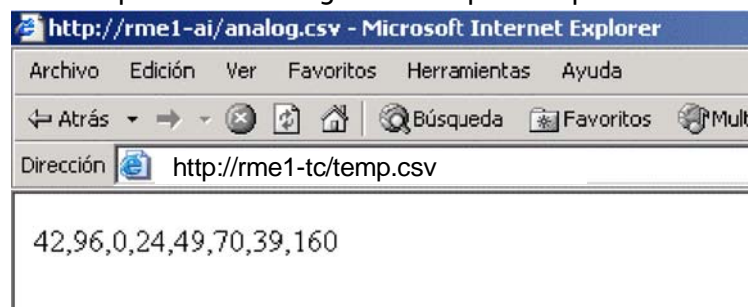 http://rme1-ai/analog.csv - Microsoft Internet Explorer
Archivo Edición Ver Favoritos Herramientas Ayuda
Atrás Búsqueda Favoritos
Dirección http://rme1-tc/temp.csv
42,96,0,24,49,70,39,160